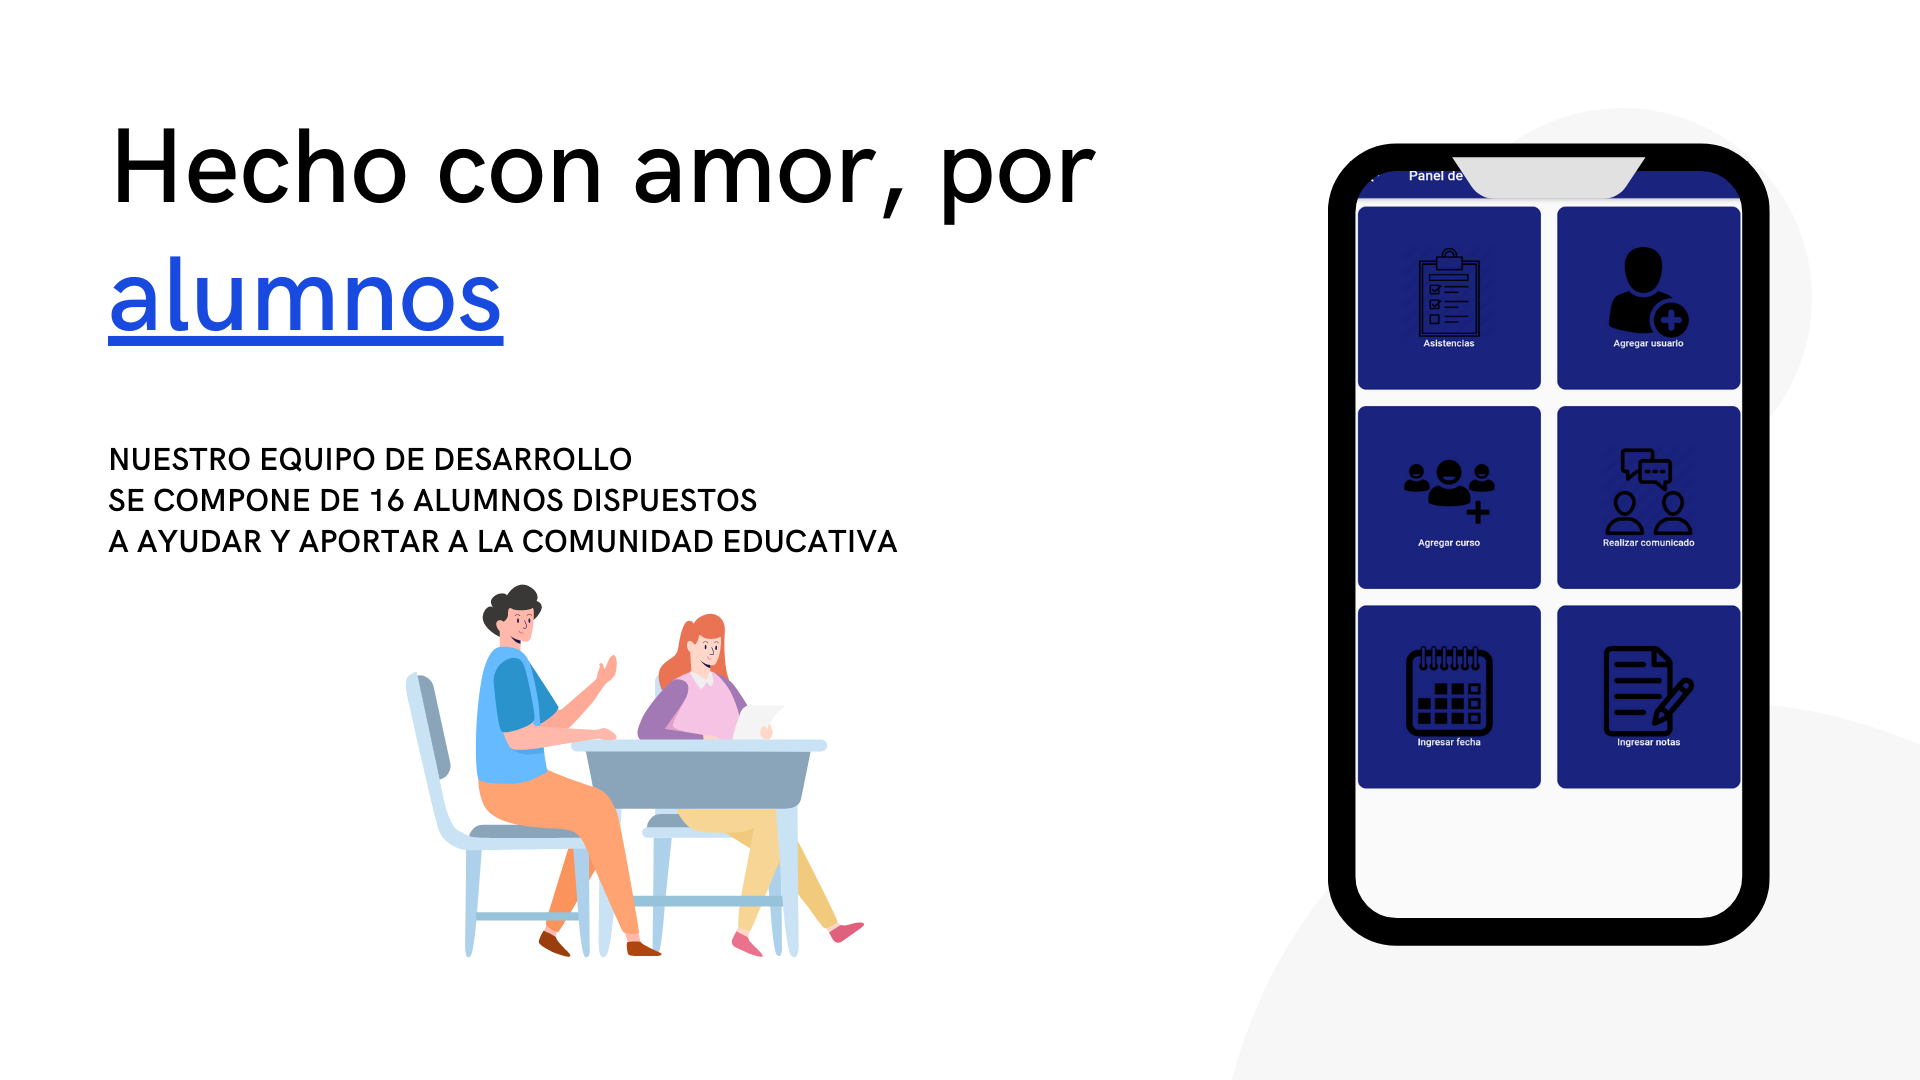 Hecho con amor, por
alumnos
NUESTRO EQUIPO DE DESARROLLO
SE COMPONE DE 16 ALUMNOS DISPUESTOS
A AYUDAR Y APORTAR A LA COMUNIDAD EDUCATIVA
Panel de
Asistencias
Agregar usuario
Agregar curso
Realizar comunicado
Ingresar fecha
Ingresar notas